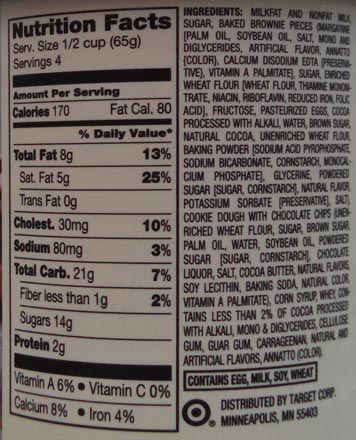 Nutrition Facts
Serv. Size 1/2 cup (65g)
Servings 4
Amount Per Serving
Calories 170 Fat Cal. 80
% Daily Value*
Total Fat 8g 13%
Sat. Fat 5g 25%
Trans Fat 0g
Cholest. 30mg 10%
Sodium 80mg 3%
Total Carb. 21g 7%
Fiber less than 1g 2%
Sugars 14g
Protein 2g
Vitamin A 6% • Vitamin C 0%
Calcium 8% • Iron 4%
INGREDIENTS: MILKFAT AND NONFAT MILK,
SUGAR, BAKED BROWNIE PIECES (MARGARINE
[PALM OIL, SOYBEAN OIL, SALT, MONO AND
DIGLYCERIDES, ARTIFICIAL FLAVOR, ANNATTO
(COLOR), CALCIUM DISODIUM EDTA (PRESERVA-
TIVE), VITAMIN A PALMITATE], SUGAR, ENRICHED
WHEAT FLOUR [WHEAT FLOUR, THIAMINE MONONI-
TRATE, NIACIN, RIBOFLAVIN, REDUCED IRON, FOLIC
ACID], FRUCTOSE, PASTEURIZED EGGS, COCOA
PROCESSED WITH ALKALI, WATER, BROWN SUGAR,
NATURAL COCOA, UNENRICHED WHEAT FLOUR,
BAKING POWDER [SODIUM ACID PYROPHOSPHATE,
SODIUM BICARBONATE, CORNSTARCH, MONOCAL-
CIUM PHOSPHATE], GLYCERINE, POWDERED
SUGAR [SUGAR, CORNSTARCH], NATURAL FLAVOR,
POTASSIUM SORBATE [PRESERVATIVE], SALT),
COOKIE DOUGH WITH CHOCOLATE CHIPS (UNEN-
RICHED WHEAT FLOUR, SUGAR, BROWN SUGAR,
PALM OIL, WATER, SOYBEAN OIL, POWDERED
SUGAR [SUGAR, CORNSTARCH], CHOCOLATE
LIQUOR, SALT, COCOA BUTTER, NATURAL FLAVORS,
SOY LECITHIN, BAKING SODA, NATURAL COLOR,
VITAMIN A PALMITATE), CORN SYRUP, WHEY, CON-
TAINS LESS THAN 2% OF COCOA PROCESSED
WITH ALKALI, MONO & DIGLYCERIDES, CELLULOSE
GUM, GUAR GUM, CARRAGEENAN, NATURAL AND
ARTIFICIAL FLAVORS, ANNATTO (COLOR).
CONTAINS EGG, MILK, SOY, WHEAT
DISTRIBUTED BY TARGET CORP.
MINNEAPOLIS, MN 55403